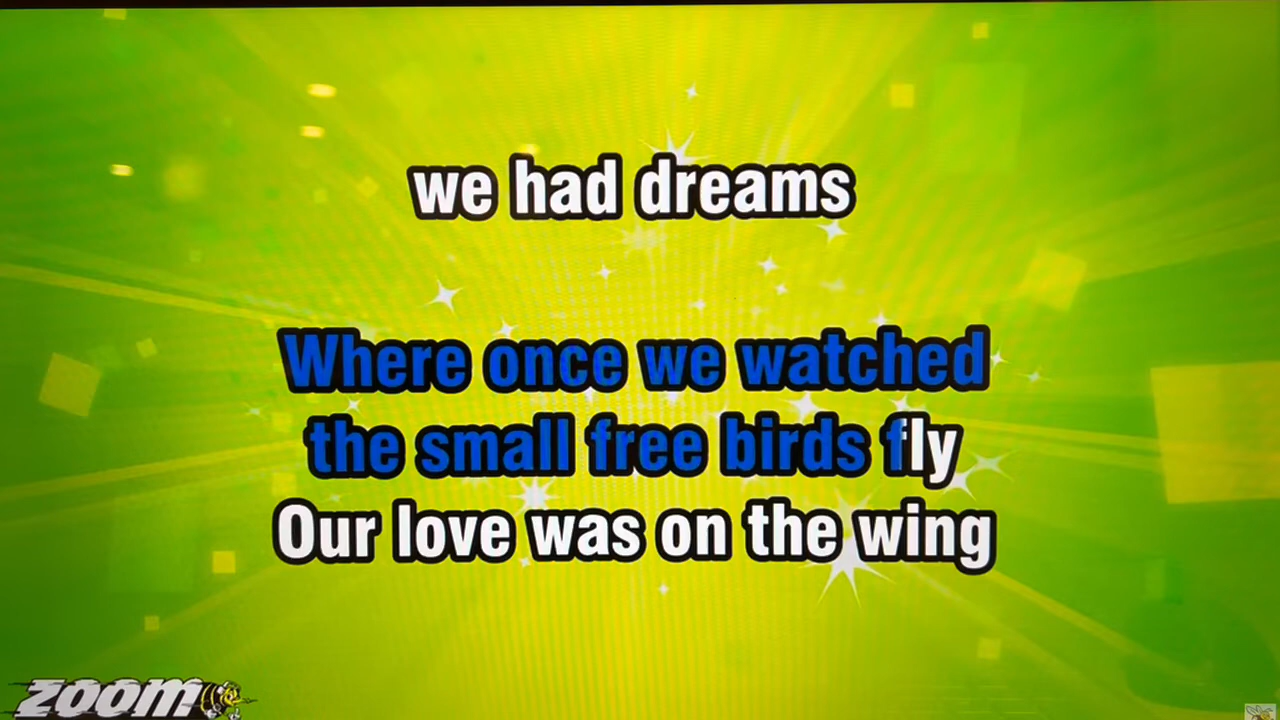 we had dreams
Where once we watched
the small free birds fly
Our love was on the wing
ZOOM